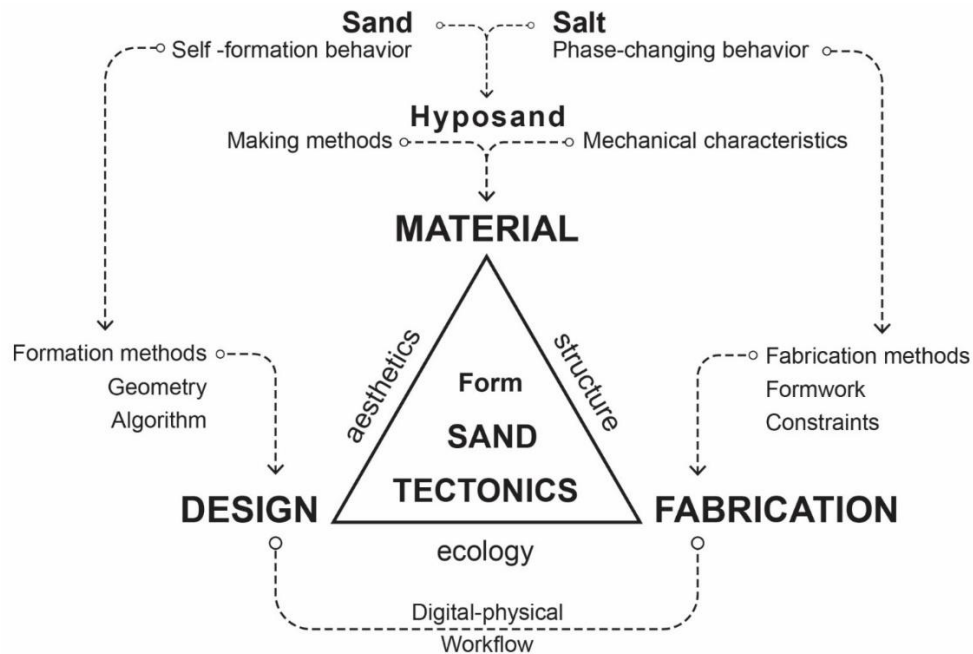 Sand
Salt
Self -formation behavior
Phase-changing behavior
Hyposand
Making methods
Mechanical characteristics
MATERIAL
aesthetics
structure
Formation methods
Geometry
Algorithm
Fabrication methods
Formwork
Constraints
Form
SAND
TECTONICS
DESIGN
FABRICATION
ecology
Digital-physical
Workflow